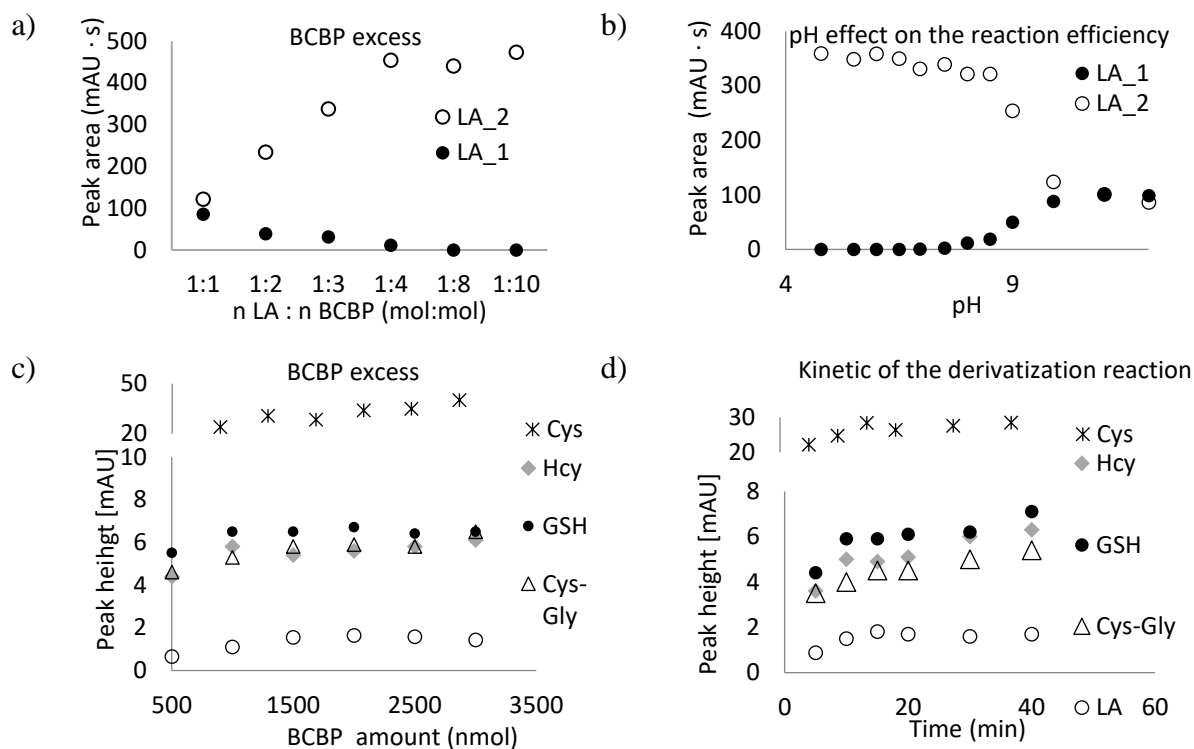 a)
BCBP excess
500
400
300
200
100
0
Peak area (mAU · s)
LA_2
LA_1
1:1 1:2 1:3 1:4 1:8 1:10
n LA : n BCBP (mol:mol)
b)
pH effect on the reaction efficiency
400
300
200
100
0
Peak area (mAU · s)
LA_1
LA_2
4 9
pH
c)
BCBP excess
50
20
10
8
6
4
2
0
Peak heihgt [mAU]
Cys
Hcy
GSH
Cys-
Gly
500 1500 2500 3500
BCBP amount (nmol)
d)
Kinetic of the derivatization reaction
30
20
8
6
4
2
0
Peak height [mAU]
Cys
Hcy
GSH
Cys-Gly
LA
0 20 40 60
Time (min)